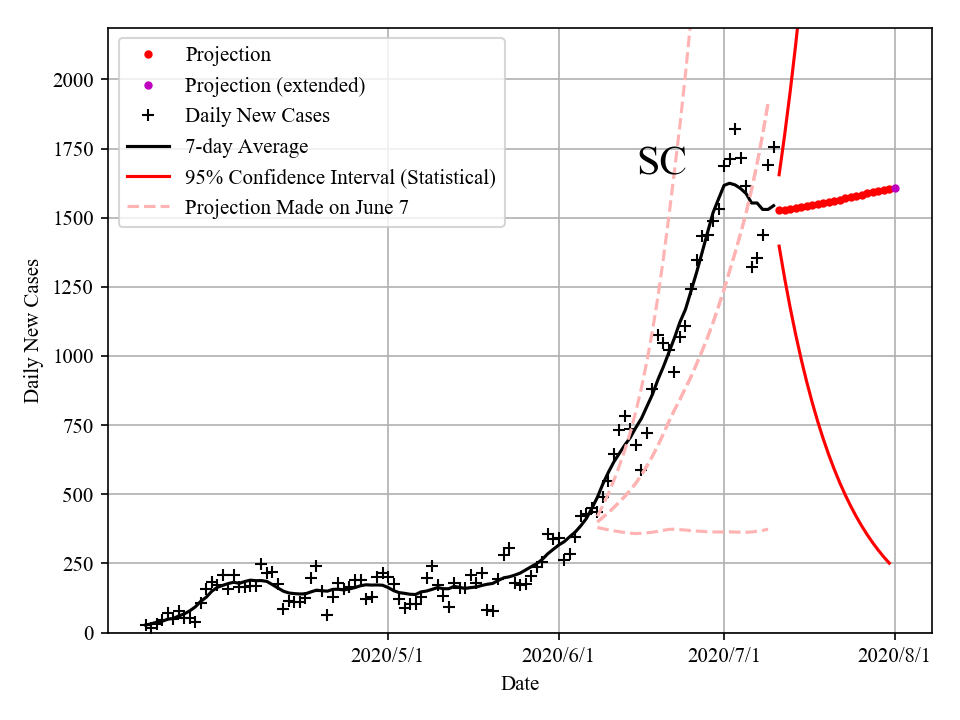 Projection
Projection (extended)
Daily New Cases
7-day Average
95% Confidence Interval (Statistical)
Projection Made on June 7
SC
2000
1750
1500
1250
1000
750
500
250
0
Daily New Cases
2020/5/1
2020/6/1
2020/7/1
2020/8/1
Date